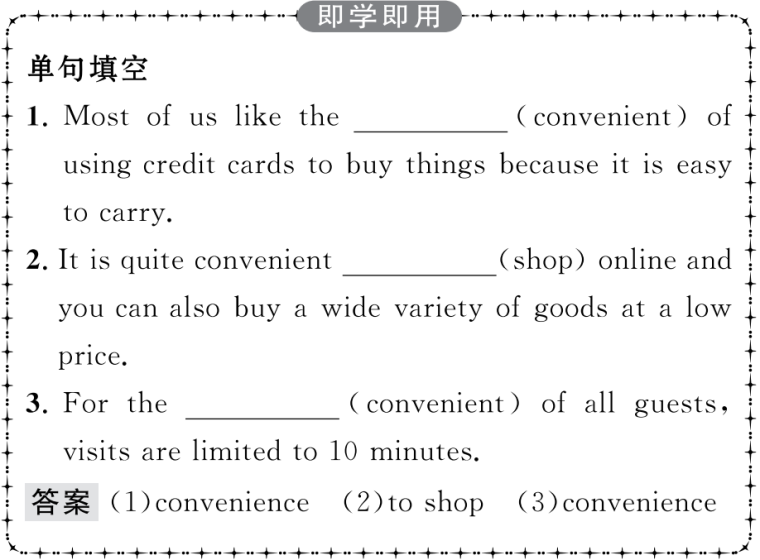 即学即用
单句填空
1. Most of us like the __________ (convenient) of
using credit cards to buy things because it is easy
to carry.
2. It is quite convenient __________ (shop) online and
you can also buy a wide variety of goods at a low
price.
3. For the __________ (convenient) of all guests,
visits are limited to 10 minutes.
答案 (1)convenience (2)to shop (3)convenience